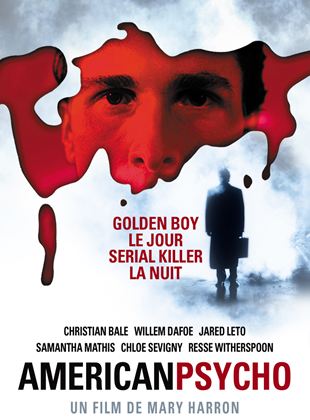 GOLDEN BOY
LE JOUR
SERIAL KILLER
LA NUIT
CHRISTIAN BALE WILLEM DAFOE JARED LETO
SAMANTHA MATHIS CHLOE SEVIGNY RESSE WITHERSPOON
AMERICANPSYCHO
UN FILM DE MARY HARRON